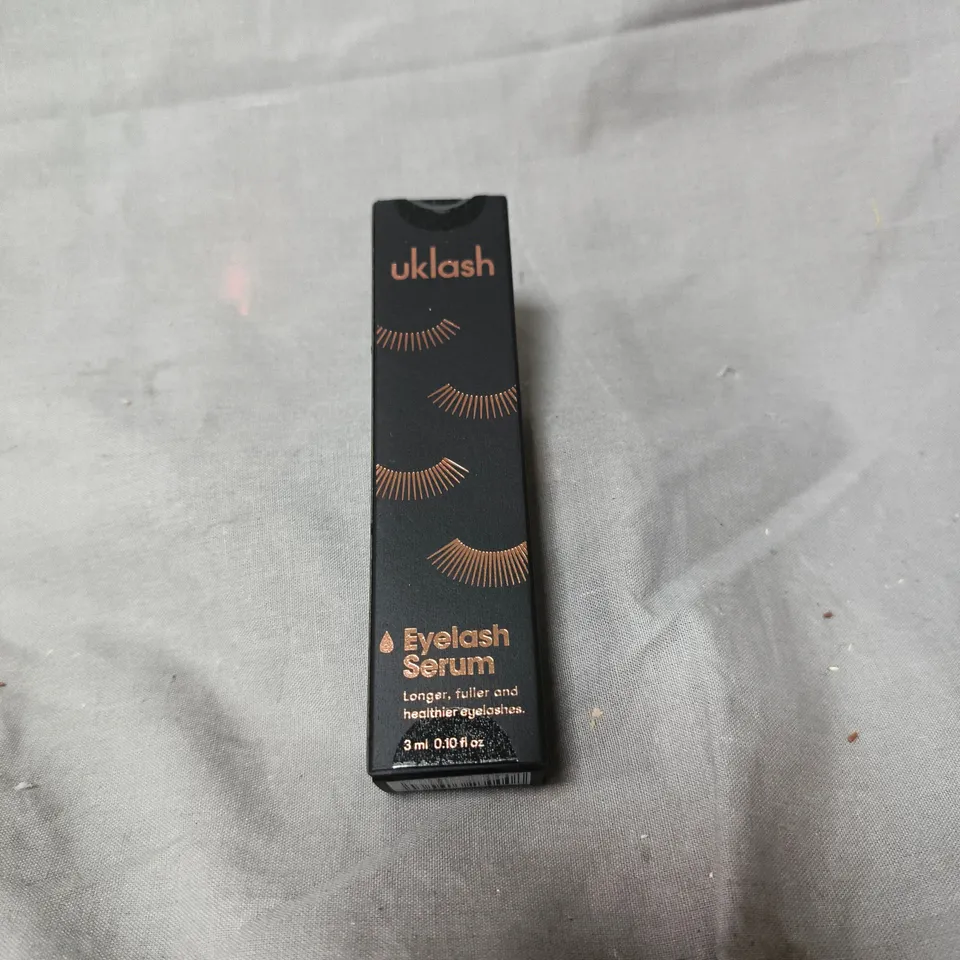 uklash
Eyelash
Serum
Longer, fuller and
healthier eyelashes.
3 ml 0.10 fl oz